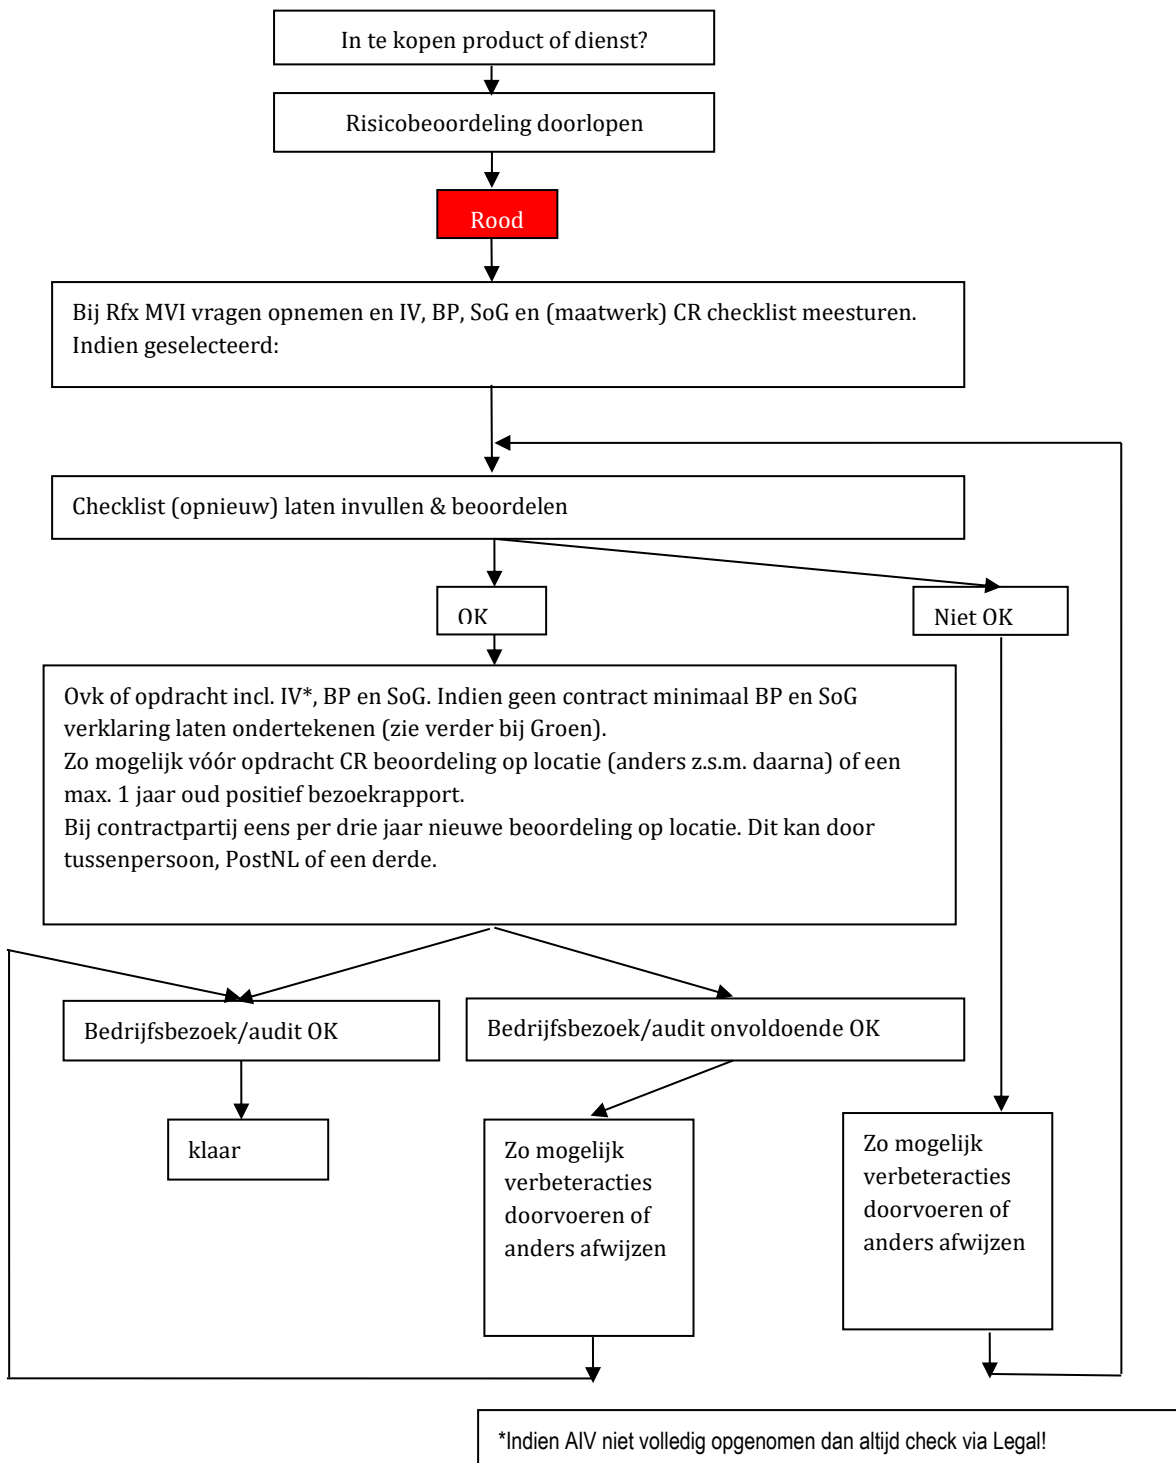 In te kopen product of dienst?
Risicobeoordeling doorlopen
Rood
Bij Rfx MVI vragen opnemen en IV, BP, SoG en (maatwerk) CR checklist meesturen.
Indien geselecteerd:
Checklist (opnieuw) laten invullen & beoordelen
OK
Niet OK
Ovk of opdracht incl. IV*, BP en SoG. Indien geen contract minimaal BP en SoG
verklaring laten ondertekenen (zie verder bij Groen).
Zo mogelijk vóór opdracht CR beoordeling op locatie (anders z.s.m. daarna) of een
max. 1 jaar oud positief bezoekrapport.
Bij contractpartij eens per drie jaar nieuwe beoordeling op locatie. Dit kan door
tussenpersoon, PostNL of een derde.
Bedrijfsbezoek/audit OK
Bedrijfsbezoek/audit onvoldoende OK
klaar
Zo mogelijk
verbeteracties
doorvoeren of
anders afwijzen
Zo mogelijk
verbeteracties
doorvoeren of
anders afwijzen
*Indien AIV niet volledig opgenomen dan altijd check via Legal!